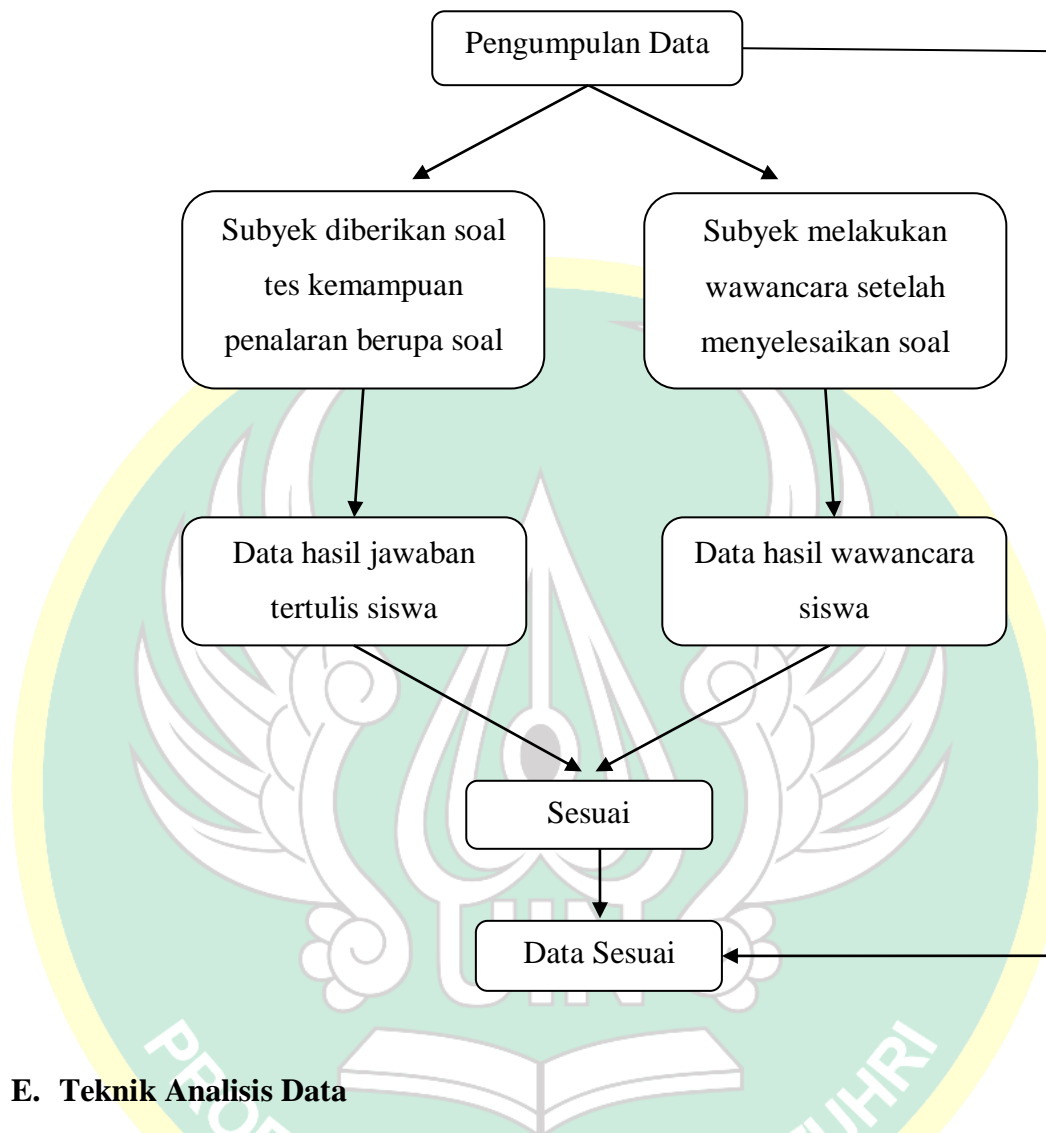 Pengumpulan Data
Subyek diberikan soal
tes kemampuan
penalaran berupa soal
Subyek melakukan
wawancara setelah
menyelesaikan soal
Data hasil jawaban
tertulis siswa
Data hasil wawancara
siswa
Sesuai
UIN
Data Sesuai
E. Teknik Analisis Data